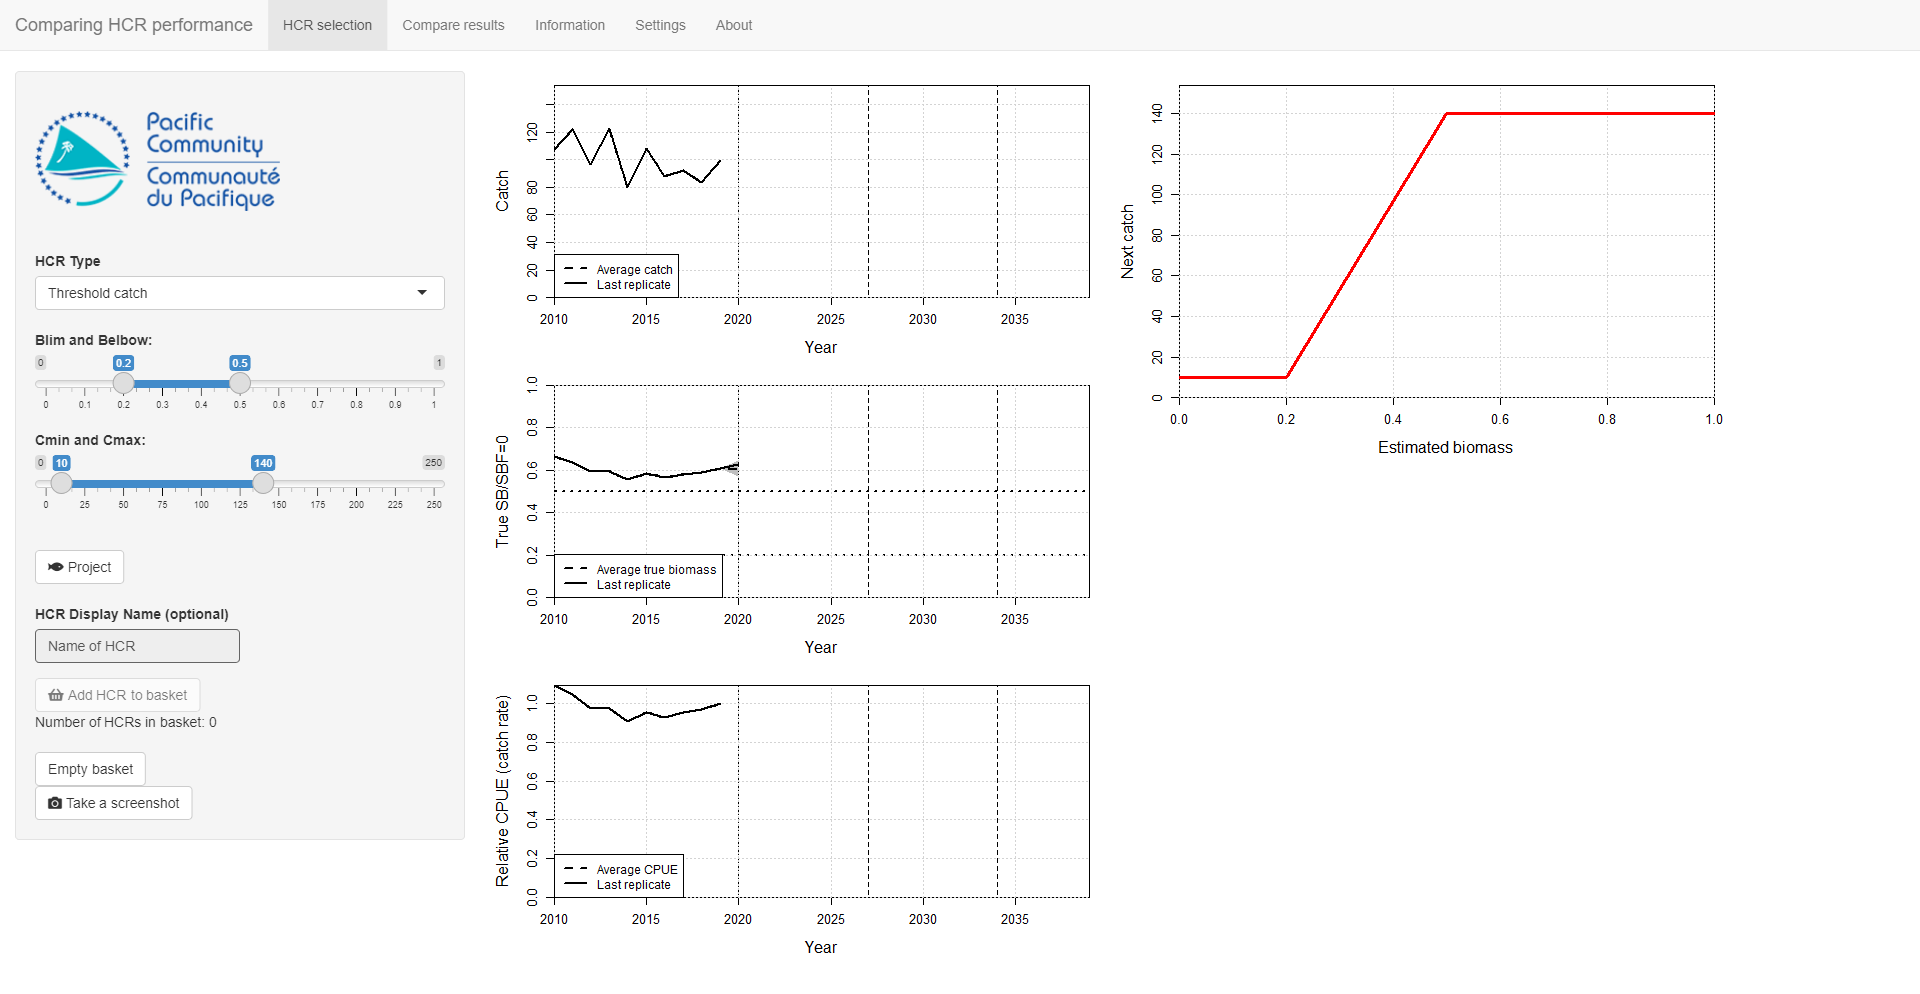 Comparing HCR performance
HCR selection
Compare results
Information
Settings
About
Pacific
Community
Communauté
du Pacifique
HCR Type
Threshold catch
Blim and Belbow:
0 0.2 0.5 1
0 0.1 0.2 0.3 0.4 0.5 0.6 0.7 0.8 0.9 1
Cmin and Cmax:
0 10 140 250
0 25 50 75 100 125 150 175 200 225 250
Project
HCR Display Name (optional)
Name of HCR
Add HCR to basket
Number of HCRs in basket: 0
Empty basket
Take a screenshot
Catch
0 20 40 60 80 120
Average catch
Last replicate
2010 2015 2020 2025 2030 2035
Year
True SB/SBF=0
0.0 0.2 0.4 0.6 0.8 1.0
Average true biomass
Last replicate
2010 2015 2020 2025 2030 2035
Year
Relative CPUE (catch rate)
0.0 0.2 0.4 0.6 0.8 1.0
Average CPUE
Last replicate
2010 2015 2020 2025 2030 2035
Year
Next catch
0 20 40 60 80 100 120 140
0.0 0.2 0.4 0.6 0.8 1.0
Estimated biomass